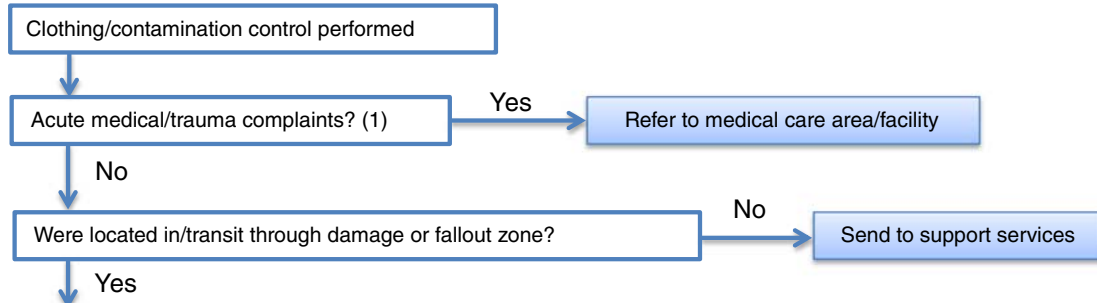 Clothing/contamination control performed
Acute medical/trauma complaints? (1)
Yes
Refer to medical care area/facility
No
Were located in/transit through damage or fallout zone?
No
Send to support services
Yes